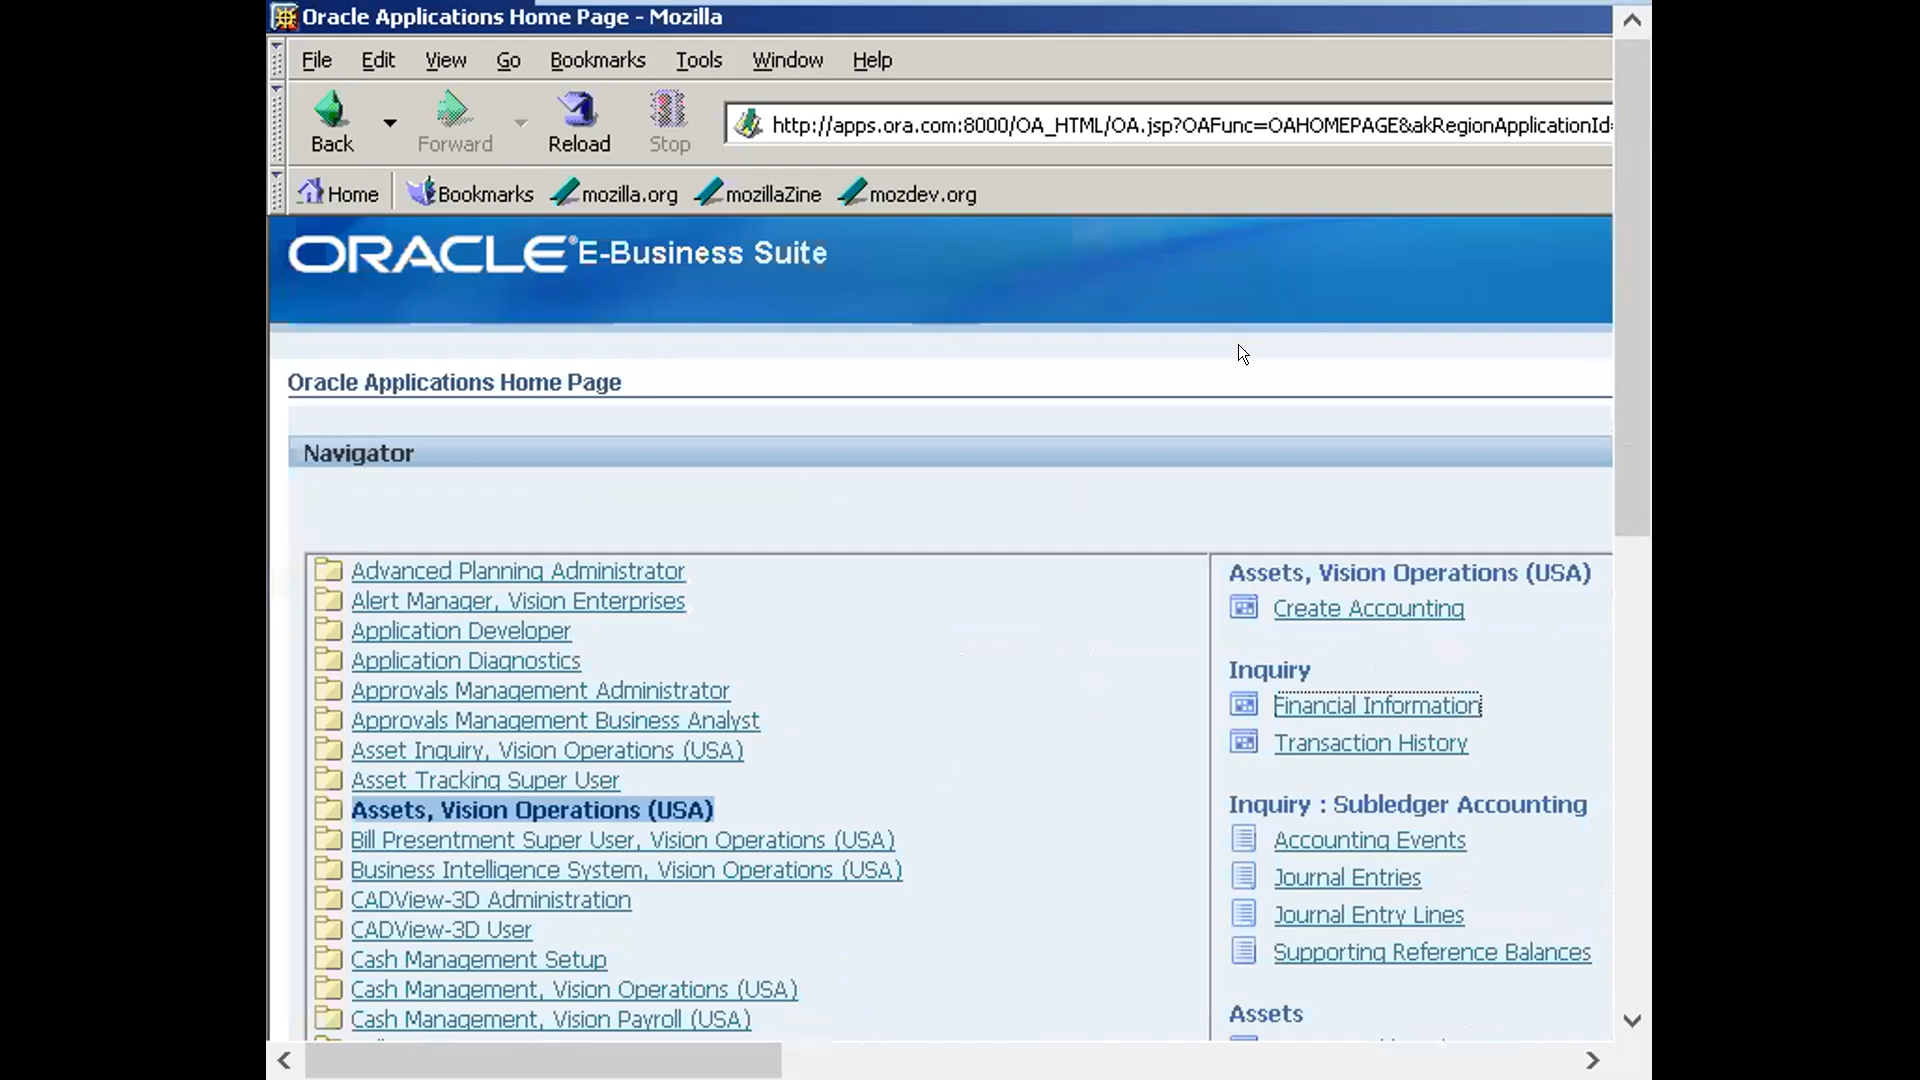 Oracle Applications Home Page - Mozilla
File Edit View Go Bookmarks Tools Window Help
Back Forward Reload Stop http://apps.ora.com:8000/OA_HTML/OA.jsp?OAFunc=OAHOMEPAGE&akRegionApplicationId=
Home Bookmarks mozilla.org mozillaZine mozdev.org
ORACLE® E-Business Suite
Oracle Applications Home Page
Navigator
Advanced Planning Administrator
Alert Manager, Vision Enterprises
Application Developer
Application Diagnostics
Approvals Management Administrator
Approvals Management Business Analyst
Asset Inquiry, Vision Operations (USA)
Asset Tracking Super User
Assets, Vision Operations (USA)
Bill Presentment Super User, Vision Operations (USA)
Business Intelligence System, Vision Operations (USA)
CADView-3D Administration
CADView-3D User
Cash Management Setup
Cash Management, Vision Operations (USA)
Cash Management, Vision Payroll (USA)
Assets, Vision Operations (USA)
Create Accounting
Inquiry
Financial Information
Transaction History
Inquiry : Subledger Accounting
Accounting Events
Journal Entries
Journal Entry Lines
Supporting Reference Balances
Assets